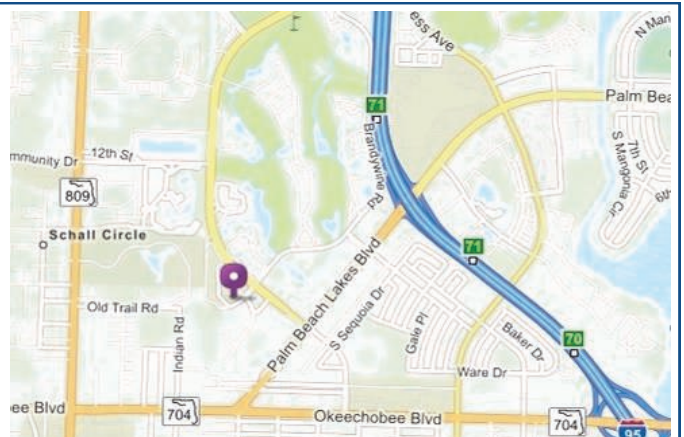 ess Ave
N Man
71
Palm Bea
Brandywine Rd
7th St
S Mangonia Cir
69th
mmunity Dr
12th St
809
Schall Circle
71
Palm Beach Lakes Blvd
Old Trail Rd
Indian Rd
S Sequoia Dr
Gale Pl
Baker Dr
70
Ware Dr
ee Blvd
704
Okeechobee Blvd
704
95